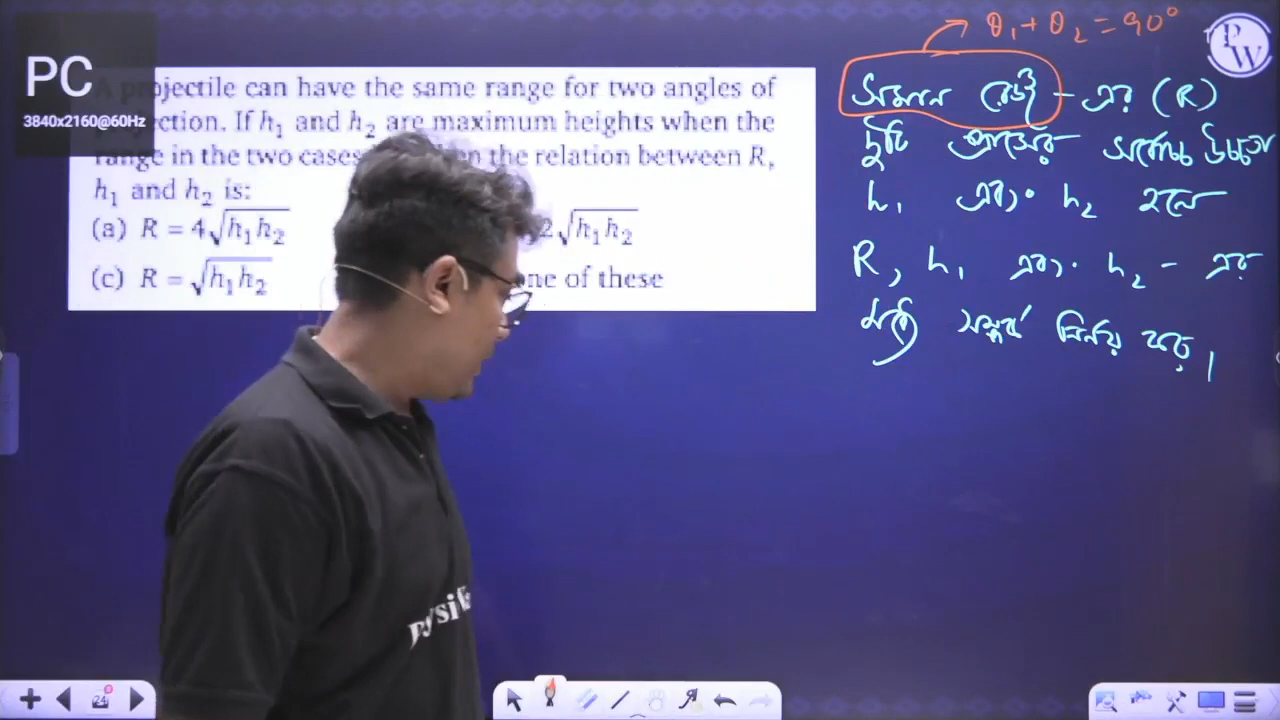 PC
3840x2160@60Hz
A projectile can have the same range for two angles of
ction. If h₁ and h₂ are maximum heights when the
range in the two cases the relation between R,
h₁ and h₂ is:
(a) R = 4√h₁h₂
2√h₁h₂
(c) R = √h₁h₂
ne of these
θ₁ + θ₂ = 90°
PW
সমান রেঞ্জ - এর (R)
দুটি প্রাসের সর্বোচ্চ উচ্চতা
h₁ এবং h₂ হলে
R, h₁ এবং h₂ - এর
মধ্যে সম্পর্ক নির্ণয় কর।
24